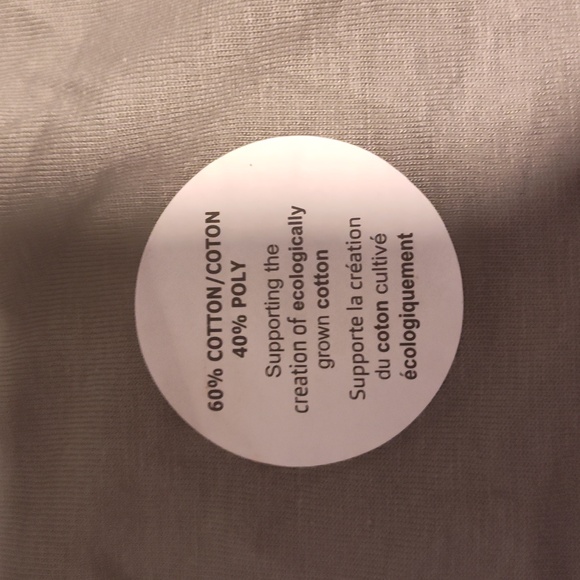 60% COTTON/COTON
40% POLY
Supporting the
creation of ecologically
grown cotton
Supporte la création
du coton cultivé
écologiquement